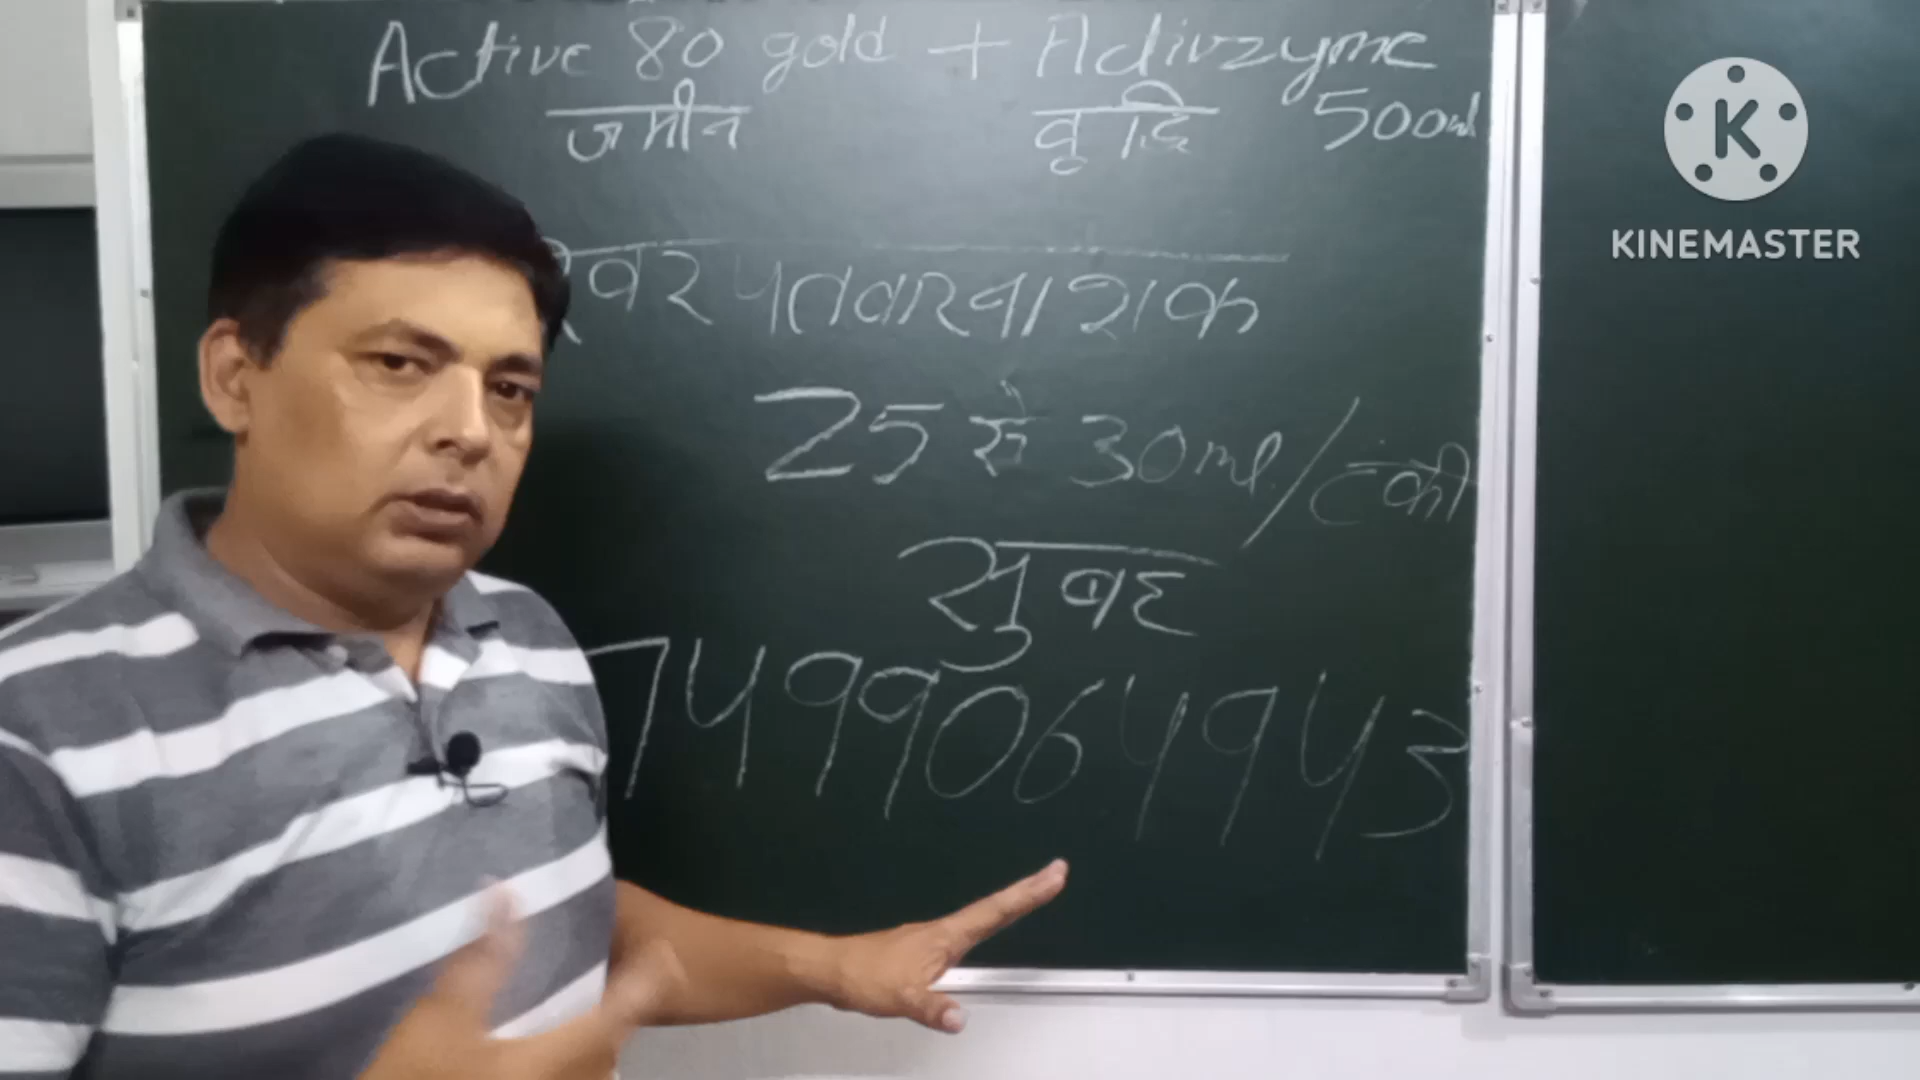 Active 80 gold + Activzyme
जमीन वृद्धि 500ml
खरपतवारनाशक
25 से 30ml/टंकी
सुबह
7499064943
K
KINEMASTER